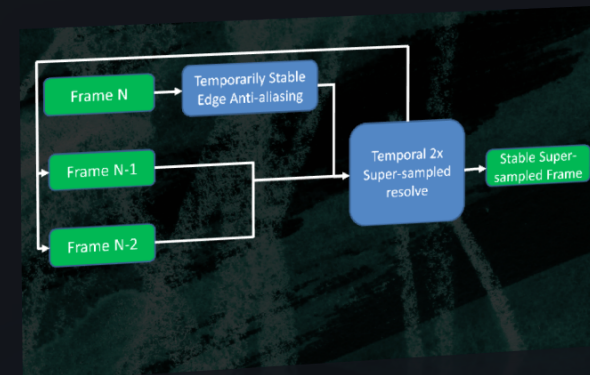 Frame N
Temporarily Stable
Edge Anti-aliasing
Frame N-1
Temporal 2x
Super-sampled
resolve
Stable Super-
sampled Frame
Frame N-2